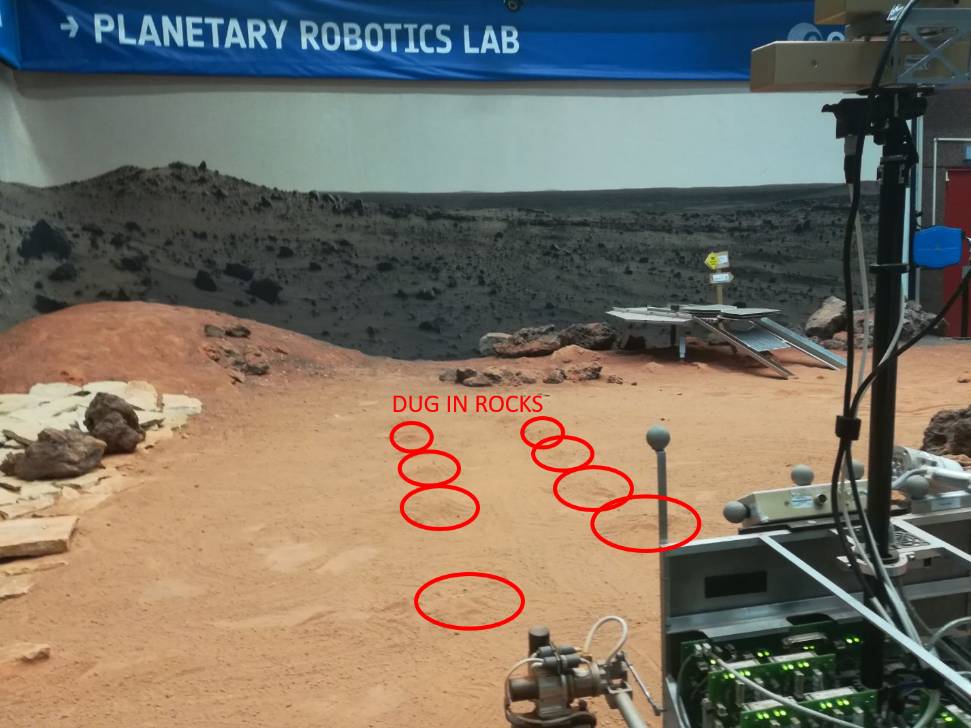 → PLANETARY ROBOTICS LAB
DUG IN ROCKS